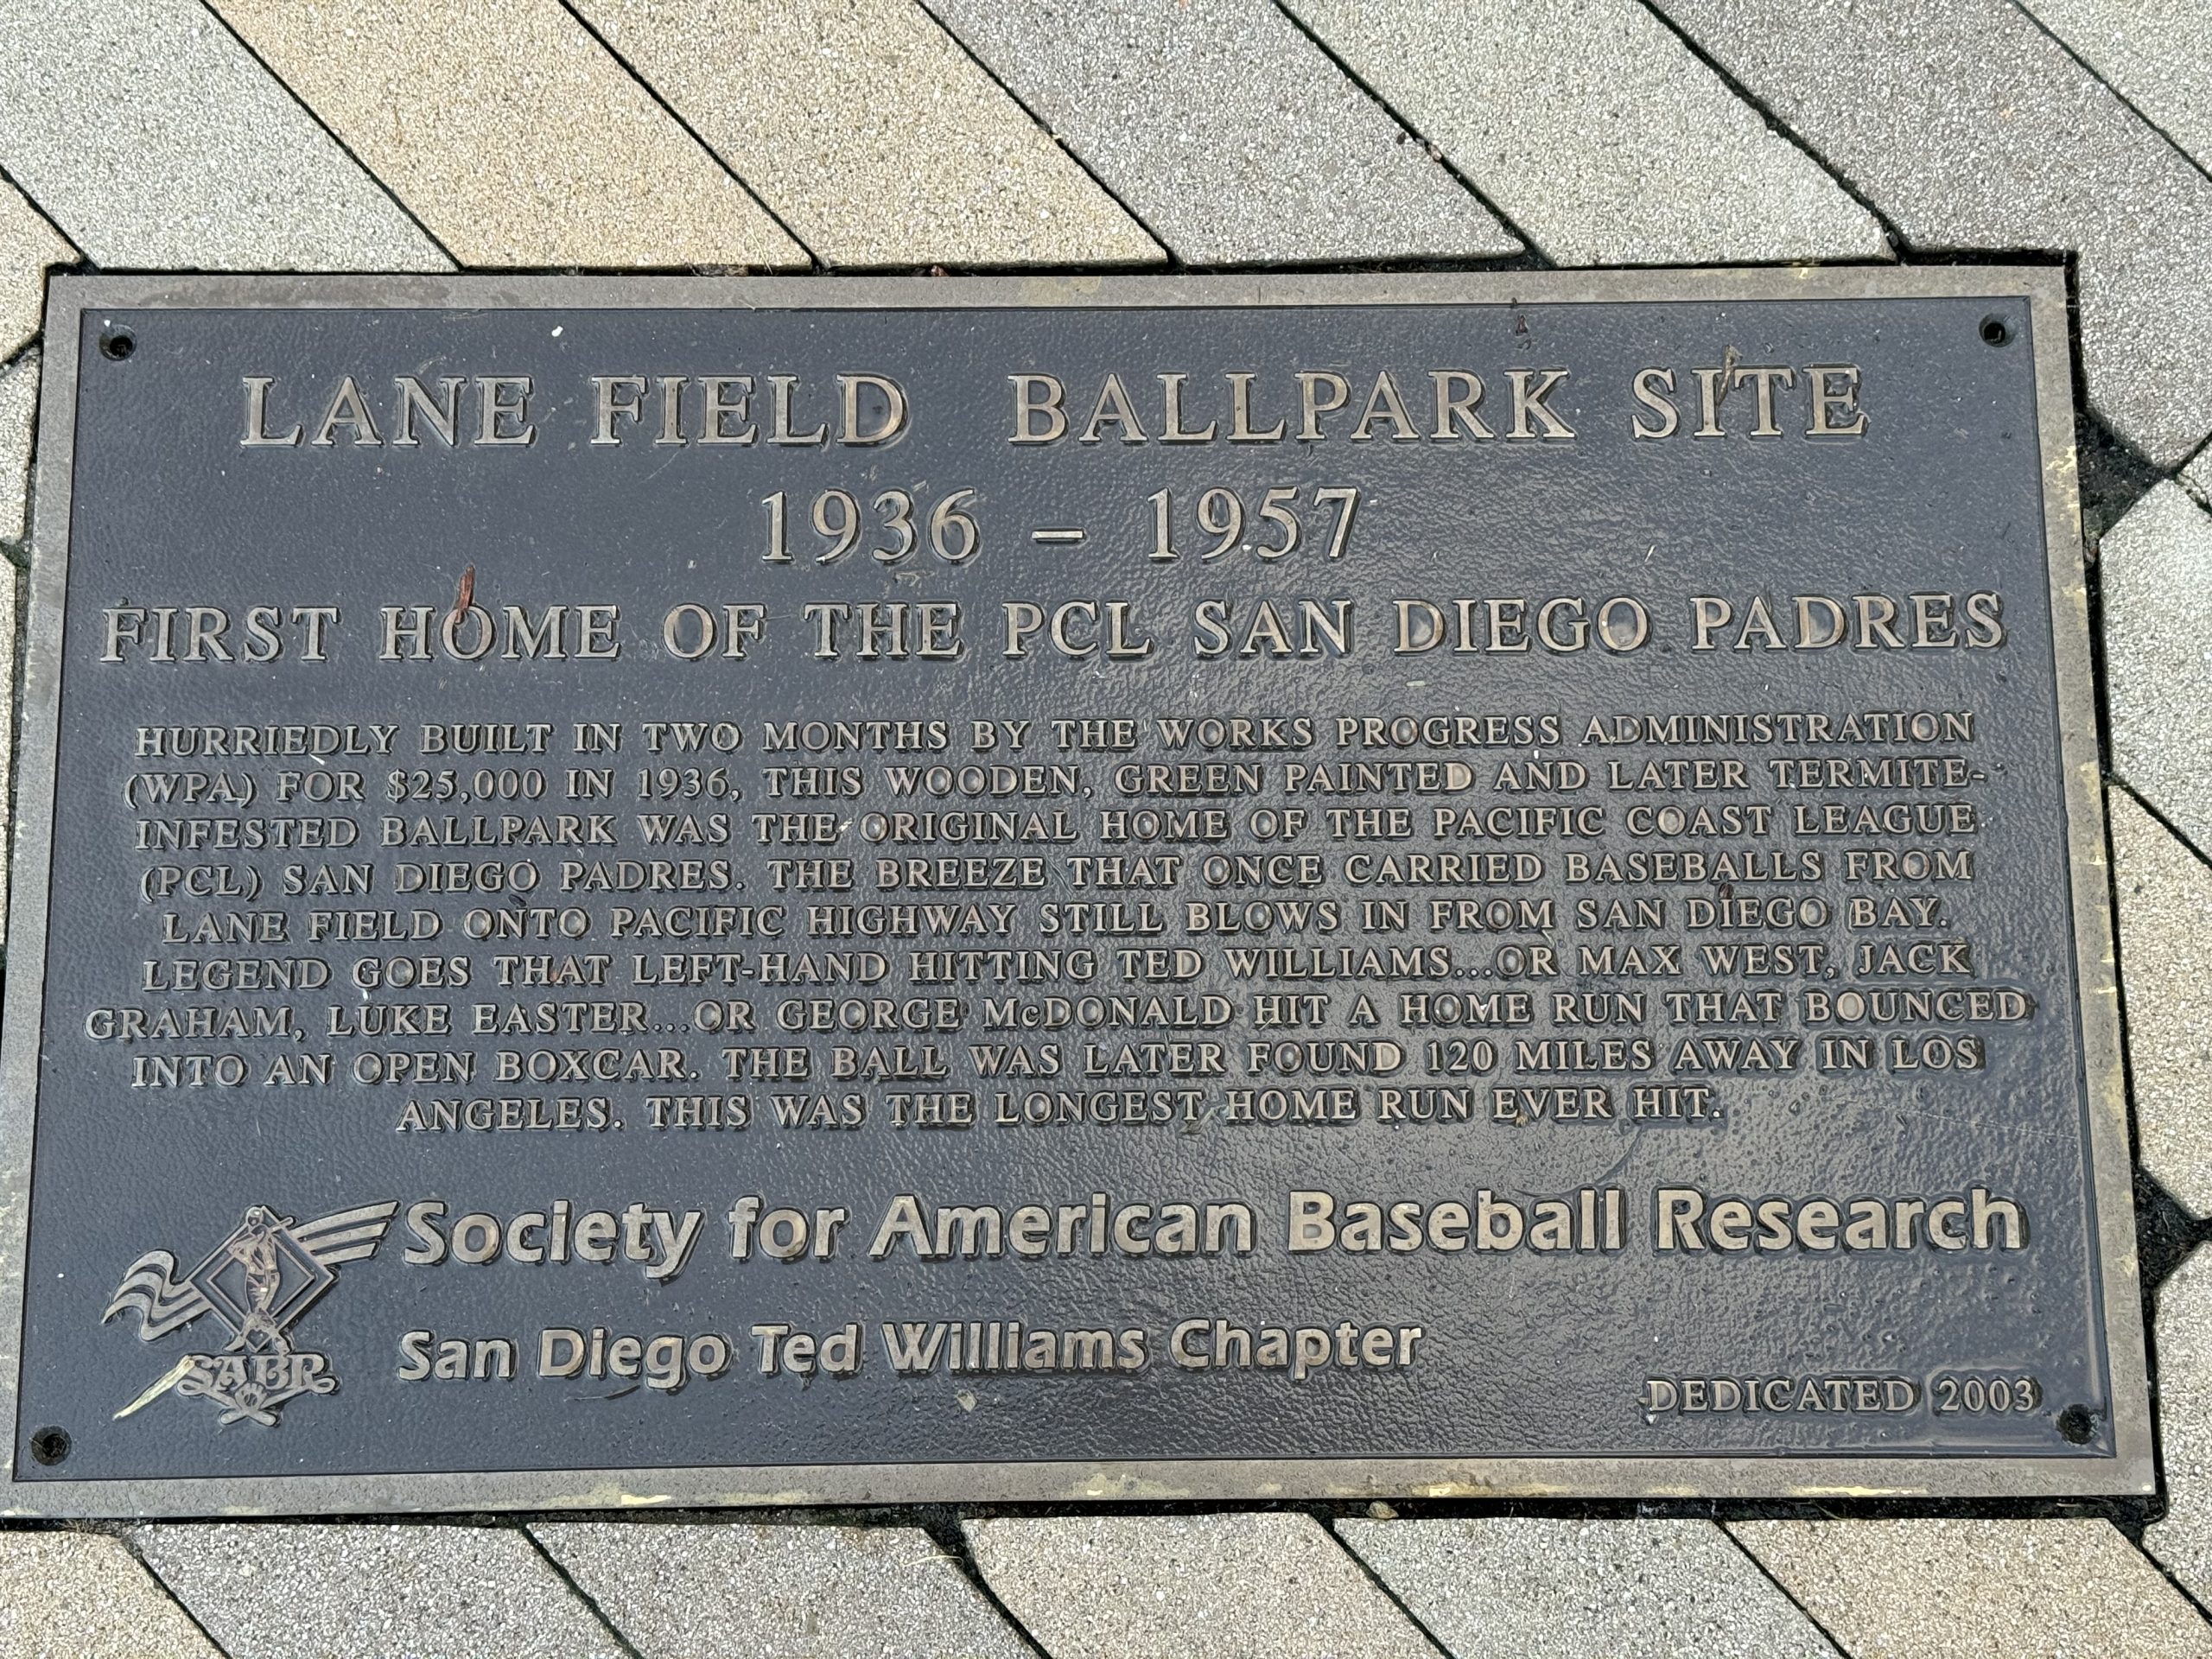 LANE FIELD BALLPARK SITE
1936 – 1957
FIRST HOME OF THE PCL SAN DIEGO PADRES
HURRIEDLY BUILT IN TWO MONTHS BY THE WORKS PROGRESS ADMINISTRATION
(WPA) FOR $25,000 IN 1936, THIS WOODEN, GREEN PAINTED AND LATER TERMITE-
INFESTED BALLPARK WAS THE ORIGINAL HOME OF THE PACIFIC COAST LEAGUE
(PCL) SAN DIEGO PADRES. THE BREEZE THAT ONCE CARRIED BASEBALLS FROM
LANE FIELD ONTO PACIFIC HIGHWAY STILL BLOWS IN FROM SAN DIEGO BAY.
LEGEND GOES THAT LEFT-HAND HITTING TED WILLIAMS...OR MAX WEST, JACK
GRAHAM, LUKE EASTER...OR GEORGE McDONALD HIT A HOME RUN THAT BOUNCED
INTO AN OPEN BOXCAR. THE BALL WAS LATER FOUND 120 MILES AWAY IN LOS
ANGELES. THIS WAS THE LONGEST HOME RUN EVER HIT.
Society for American Baseball Research
San Diego Ted Williams Chapter
SABR
DEDICATED 2003